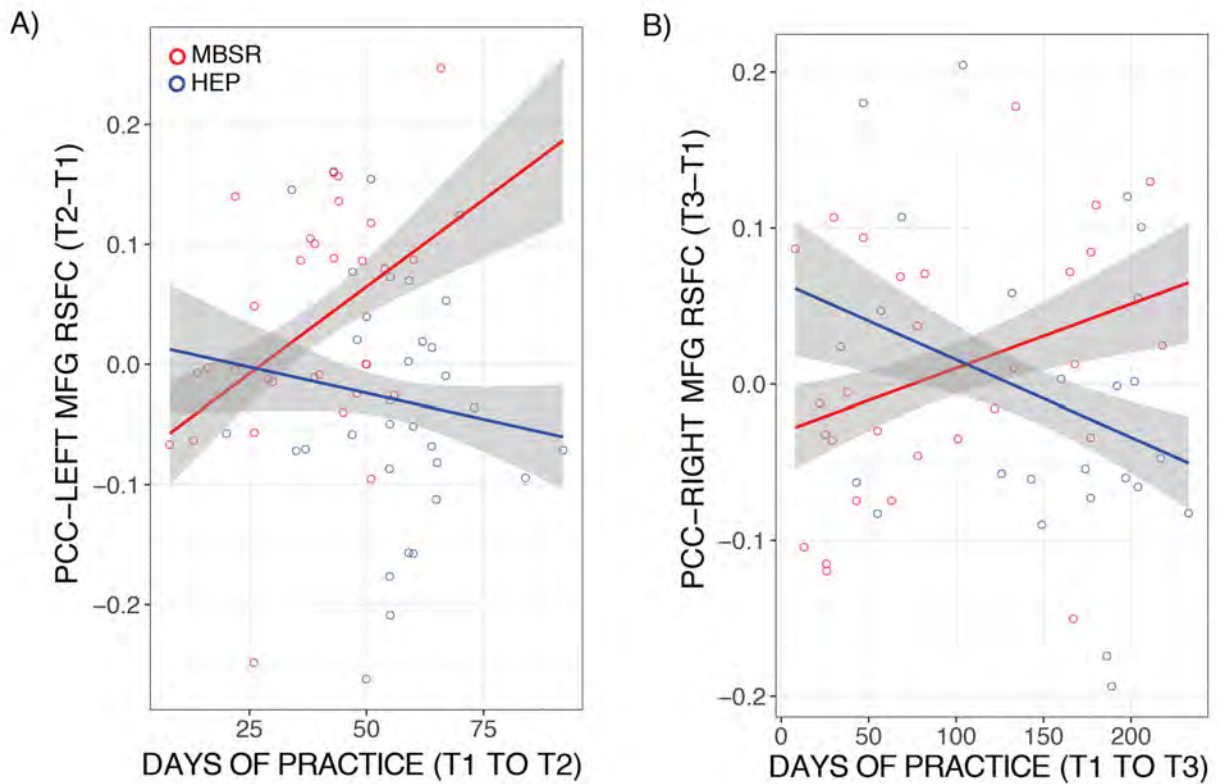 A)
MBSR
HEP
PCC-LEFT MFG RSFC (T2-T1)
0.2
0.1
0.0
−0.1
−0.2
25
50
75
DAYS OF PRACTICE (T1 TO T2)
B)
PCC-RIGHT MFG RSFC (T3-T1)
0.2
0.1
0.0
−0.1
−0.2
0
50
100
150
200
DAYS OF PRACTICE (T1 TO T3)